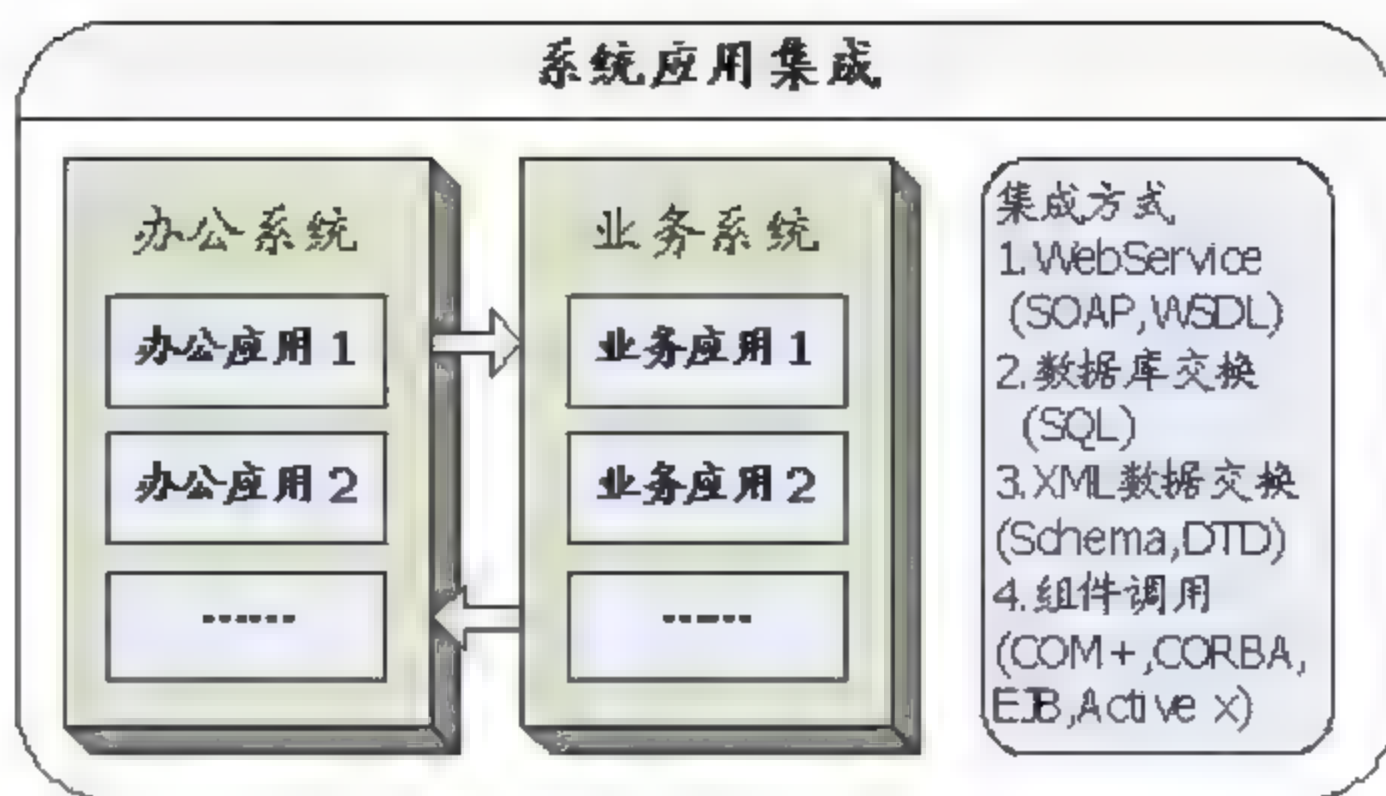 系统应用集成
办公系统
办公应用1
办公应用2
......
业务系统
业务应用1
业务应用2
......
集成方式
1.WebService
(SOAP,WSDL)
2.数据库交换
(SQL)
3.XML数据交换
(Schema,DTD)
4.组件调用
(COM+,CORBA,
EJB,Active x)